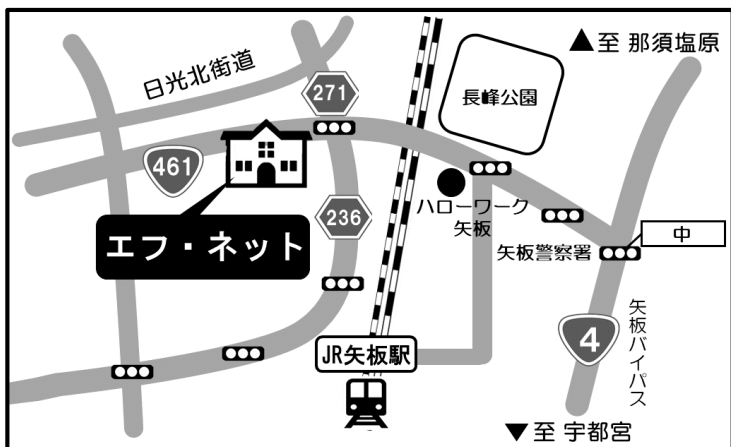 ▲至 那須塩原
日光北街道
271
長峰公園
461
ハローワーク
矢板
236
エフ・ネット
中
矢板警察署
4
矢板バイパス
JR矢板駅
▼至 宇都宮